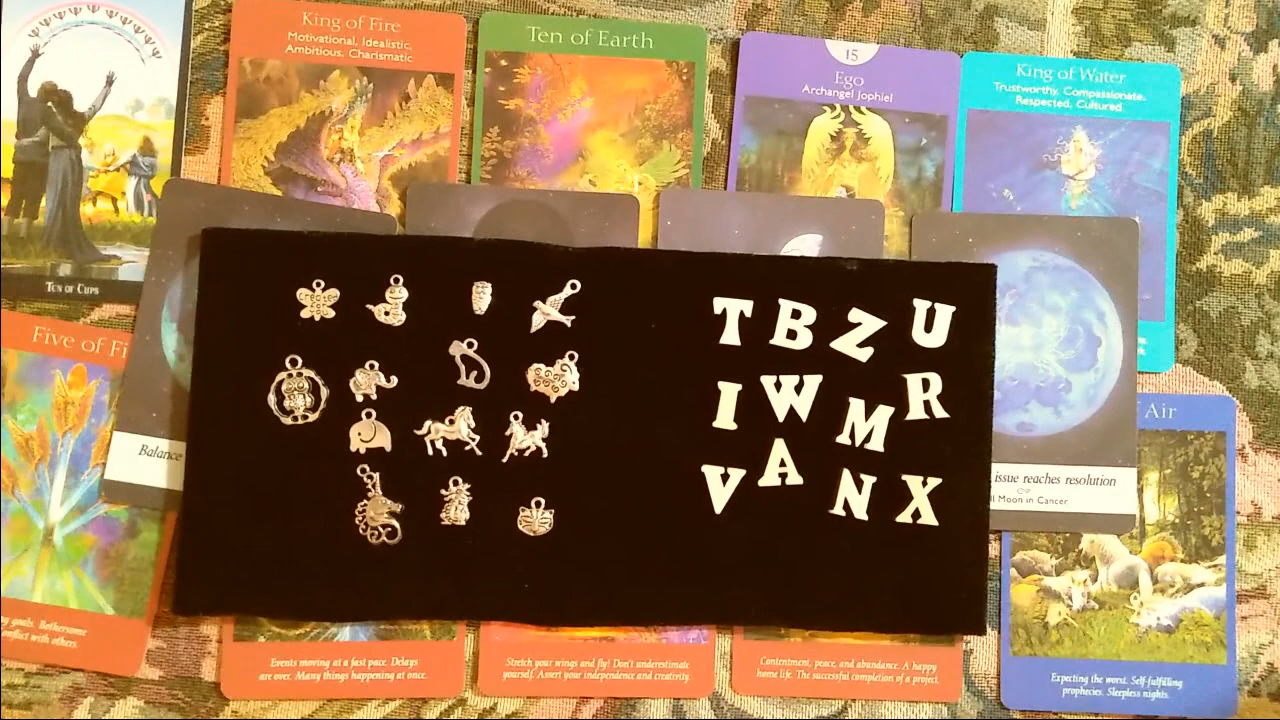 King of Fire
Motivational, Idealistic,
Ambitious, Charismatic
Ten of Earth
15
Ego
Archangel Jophiel
King of Water
Trustworthy, Compassionate,
Respected, Cultured
TEN OF CUPS
Five of Fi
Air
Balance
issue reaches resolution
ll Moon in Cancer
create
T B Z U
I W M R
V A N X
goals. Bothersome
onflict with others.
Events moving at a fast pace. Delays
are over. Many things happening at once.
Stretch your wings and fly! Don't underestimate
yourself. Assert your independence and creativity.
Contentment, peace, and abundance. A happy
home life. The successful completion of a project.
Expecting the worst. Self-fulfilling
prophecies. Sleepless nights.